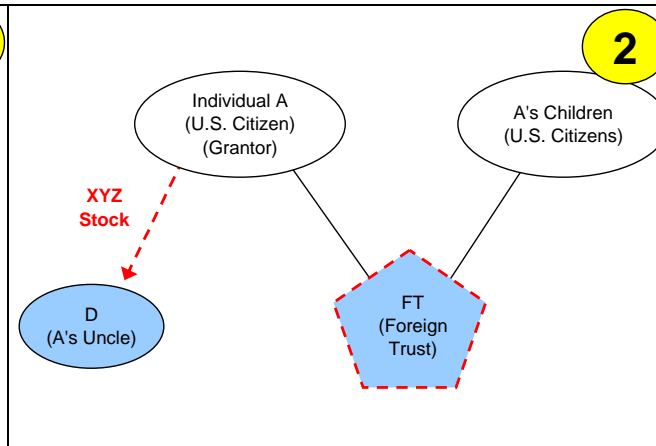 2
Individual A
(U.S. Citizen)
(Grantor)
A's Children
(U.S. Citizens)
XYZ
Stock
D
(A's Uncle)
FT
(Foreign
Trust)